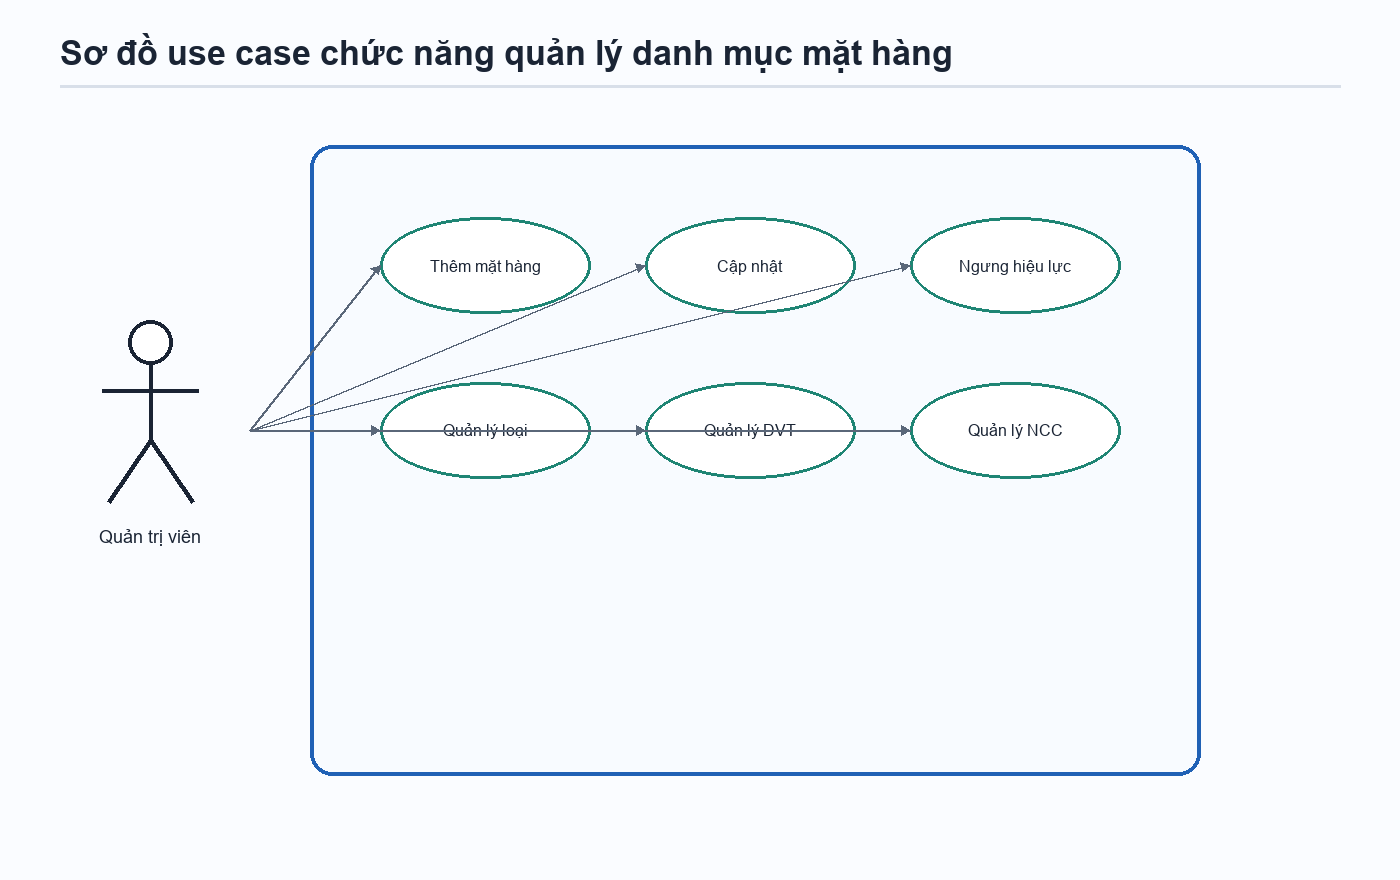 Sơ đồ use case chức năng quản lý danh mục mặt hàng
Thêm mặt hàng
Cập nhật
Ngưng hiệu lực
Quản lý loại
Quản lý DVT
Quản lý NCC
Quản trị viên